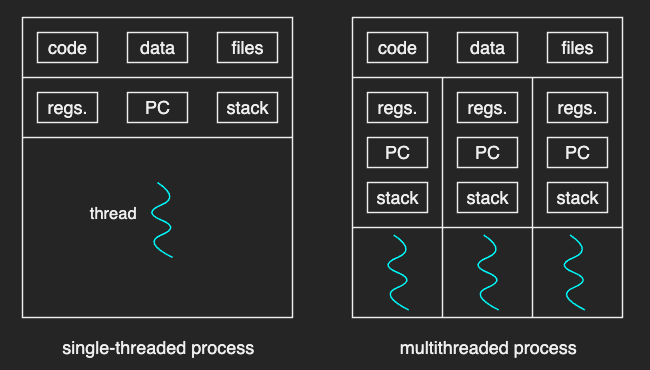 code data files
regs. PC stack
thread
single-threaded process
code data files
regs. regs. regs.
PC PC PC
stack stack stack
multithreaded process